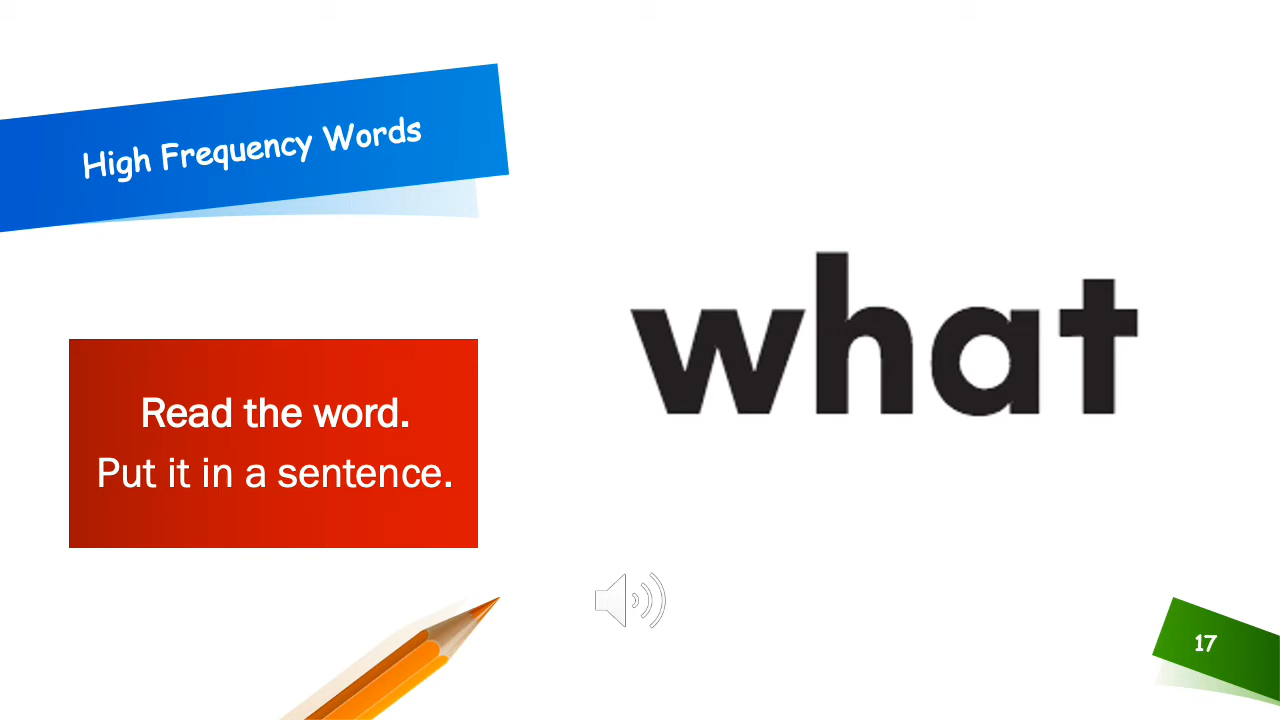 High Frequency Words
Read the word.
Put it in a sentence.
what
17